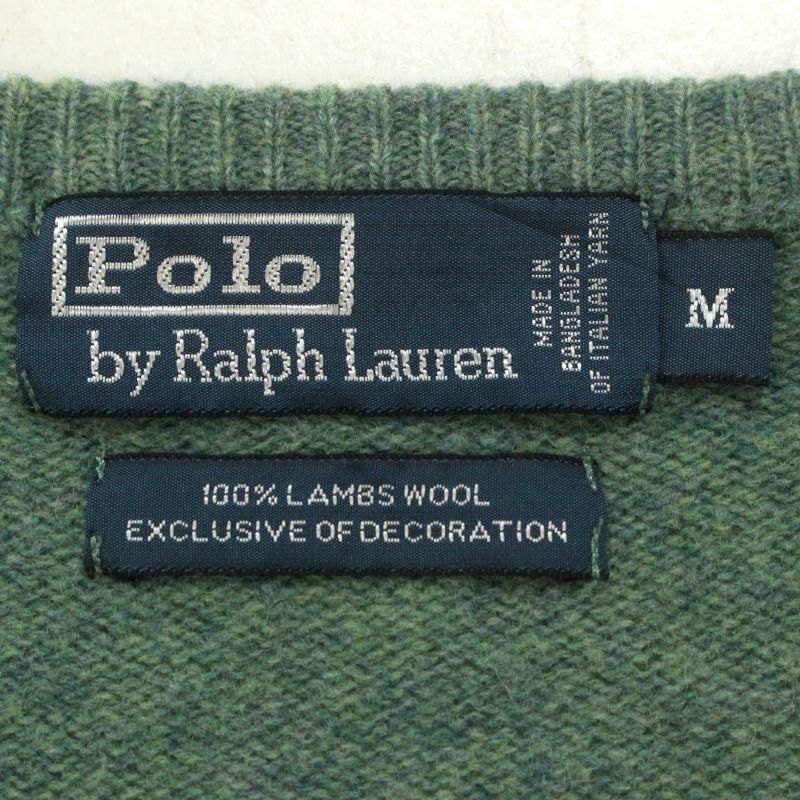 Polo
by Ralph Lauren
MADE IN
BANGLADESH
OF ITALIAN YARN
M
100% LAMBS WOOL
EXCLUSIVE OF DECORATION